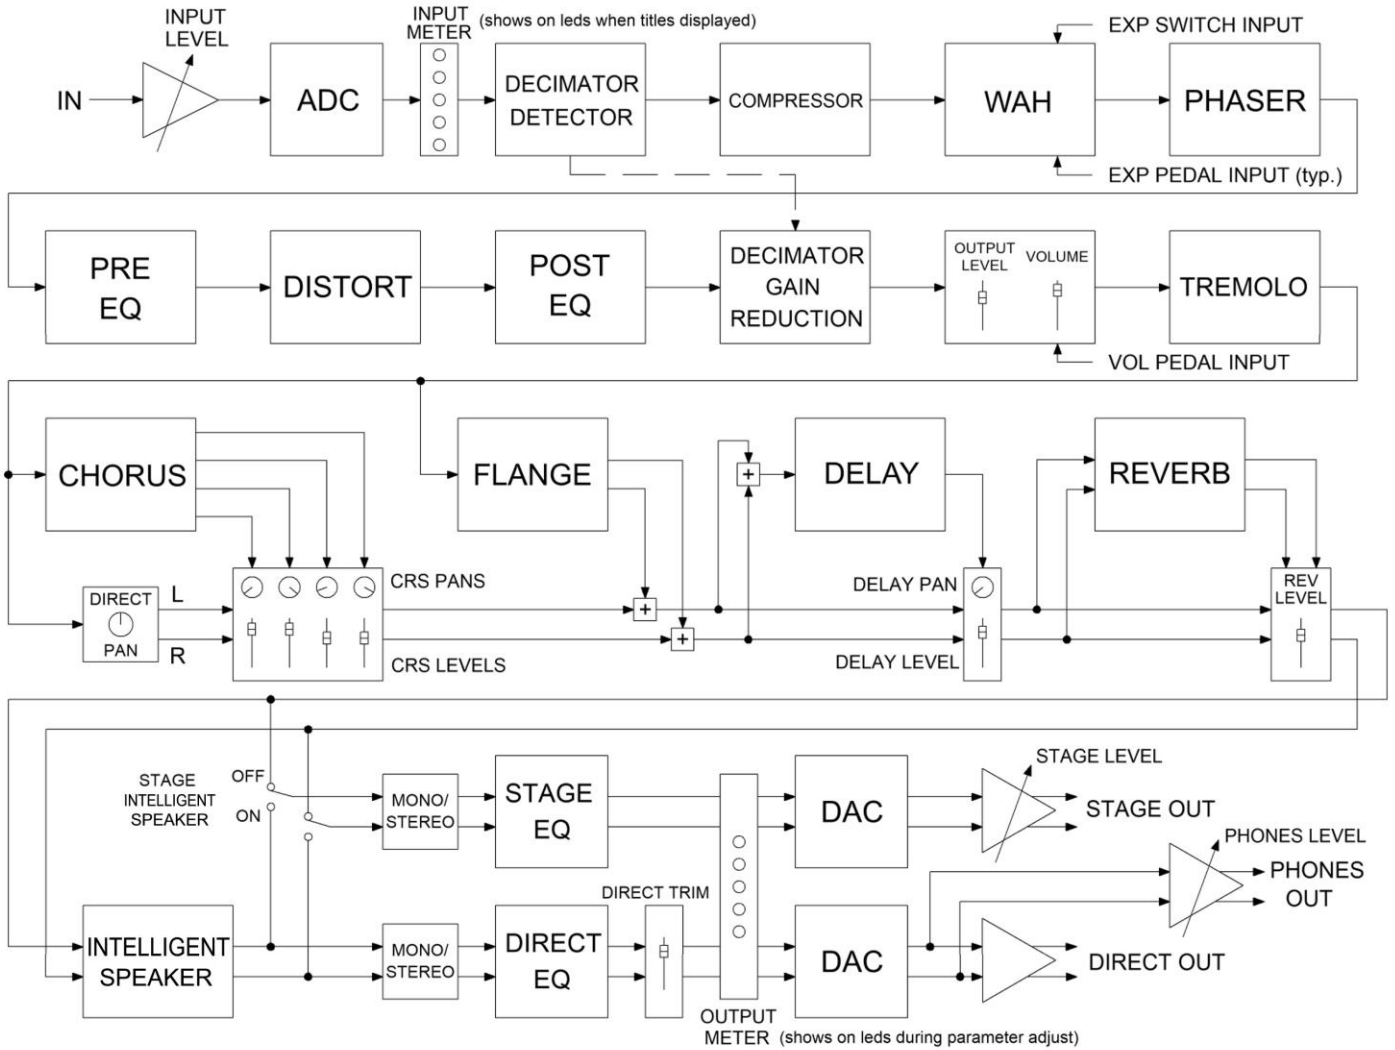 INPUT
LEVEL
INPUT
METER
(shows on leds when titles displayed)
EXP SWITCH INPUT
IN
ADC
DECIMATOR
DETECTOR
COMPRESSOR
WAH
PHASER
EXP PEDAL INPUT (typ.)
PRE
EQ
DISTORT
POST
EQ
DECIMATOR
GAIN
REDUCTION
OUTPUT
LEVEL
VOLUME
TREMOLO
VOL PEDAL INPUT
CHORUS
FLANGE
+
DELAY
REVERB
DIRECT
PAN
L
R
CRS PANS
CRS LEVELS
+
+
DELAY PAN
DELAY LEVEL
REV
LEVEL
STAGE
INTELLIGENT
SPEAKER
OFF
ON
MONO/
STEREO
STAGE
EQ
DAC
STAGE LEVEL
STAGE OUT
PHONES LEVEL
PHONES
OUT
INTELLIGENT
SPEAKER
MONO/
STEREO
DIRECT
EQ
DIRECT TRIM
DAC
DIRECT OUT
OUTPUT
METER
(shows on leds during parameter adjust)